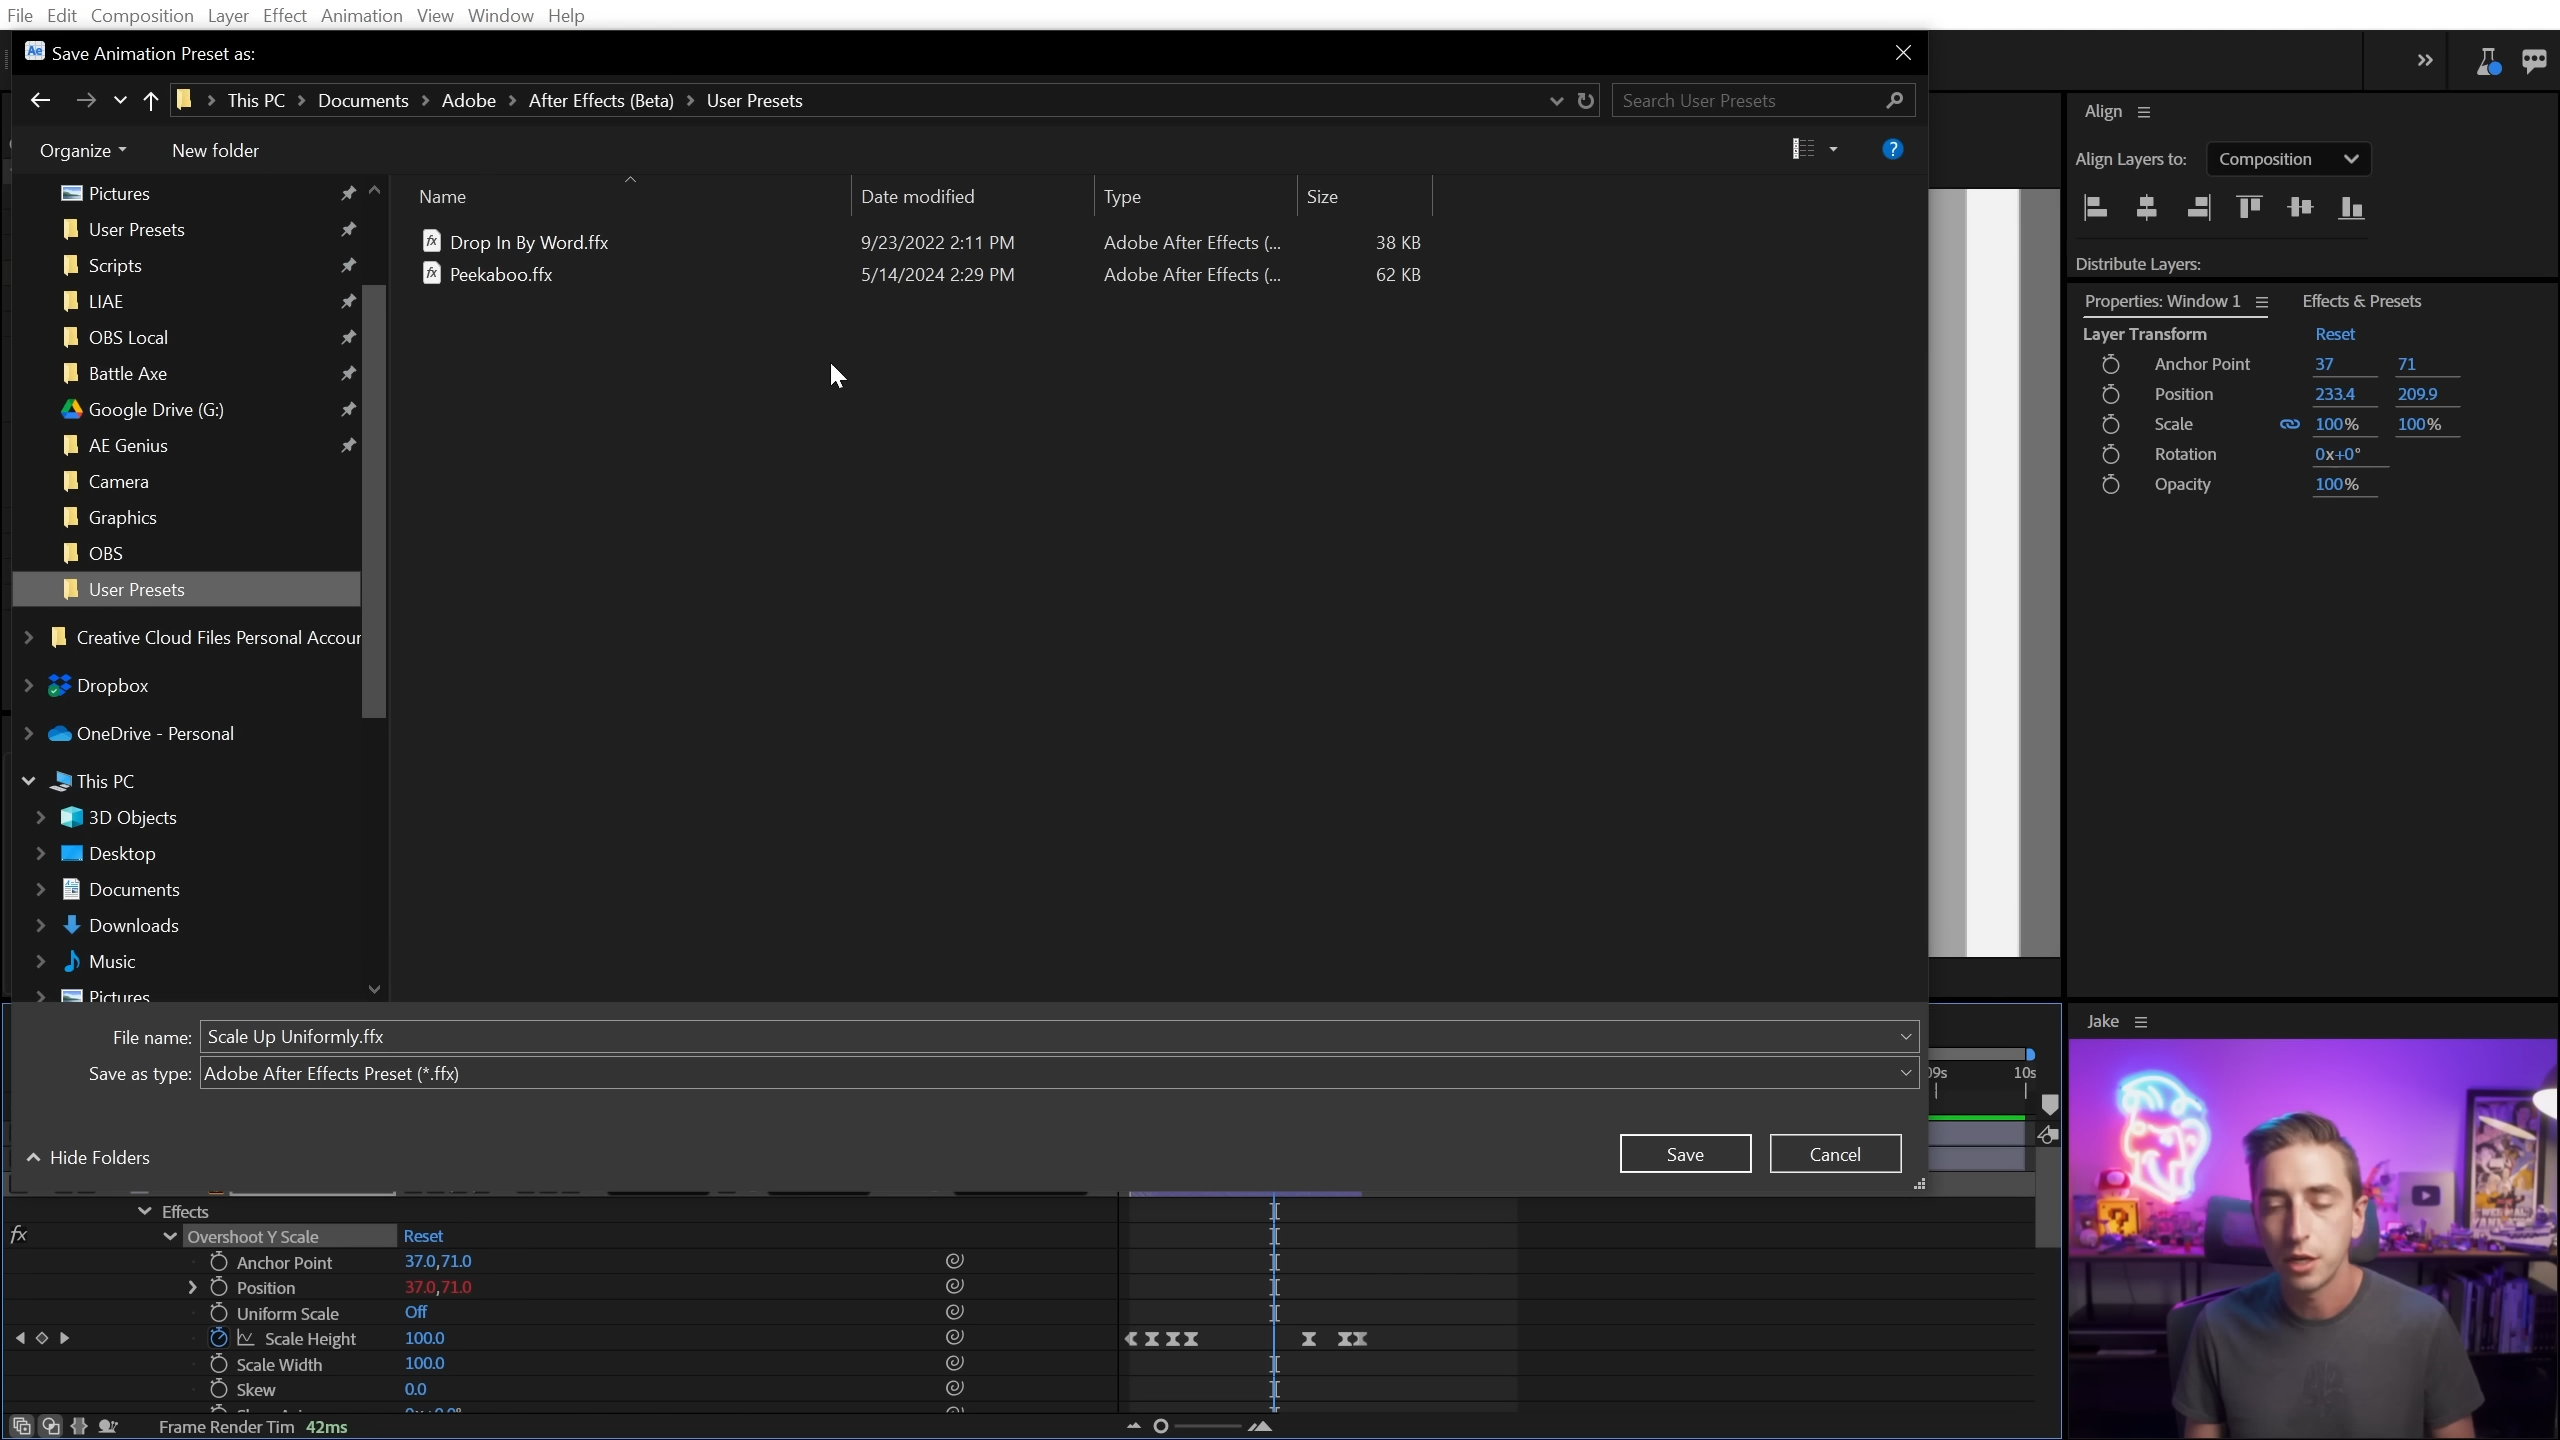 File Edit Composition Layer Effect Animation View Window Help
Ae Save Animation Preset as:
This PC Documents Adobe After Effects (Beta) User Presets
Search User Presets
Organize New folder
?
Name Date modified Type Size
Drop In By Word.ffx 9/23/2022 2:11 PM Adobe After Effects (... 38 KB
Peekaboo.ffx 5/14/2024 2:29 PM Adobe After Effects (... 62 KB
Pictures
User Presets
Scripts
LIAE
OBS Local
Battle Axe
Google Drive (G:)
AE Genius
Camera
Graphics
OBS
User Presets
Creative Cloud Files Personal Accour
Dropbox
OneDrive - Personal
This PC
3D Objects
Desktop
Documents
Downloads
Music
Pictures
File name: Scale Up Uniformly.ffx
Save as type: Adobe After Effects Preset (*.ffx)
Hide Folders
Save Cancel
Align
Align Layers to: Composition
Distribute Layers:
Properties: Window 1 Effects & Presets
Layer Transform Reset
Anchor Point 37 71
Position 233.4 209.9
Scale 100% 100%
Rotation 0x+0°
Opacity 100%
Jake
09s 10s
Effects
fx Overshoot Y Scale Reset
Anchor Point 37.0,71.0
Position 37.0,71.0
Uniform Scale Off
Scale Height 100.0
Scale Width 100.0
Skew 0.0
Frame Render Tim 42ms